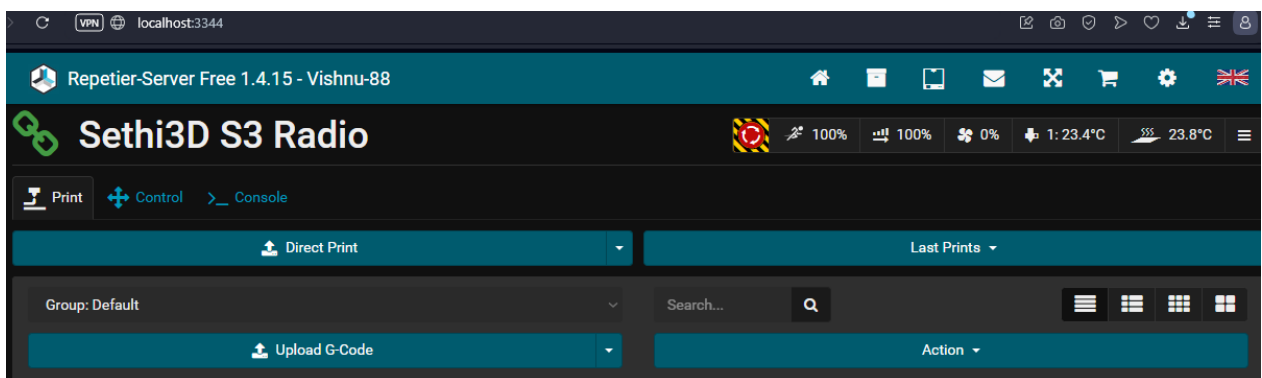 VPN localhost:3344
Repetier-Server Free 1.4.15 - Vishnu-88
Sethi3D S3 Radio 100% 100% 0% 1: 23.4°C 23.8°C
Print Control >_ Console
Direct Print Last Prints
Group: Default Search...
Upload G-Code Action